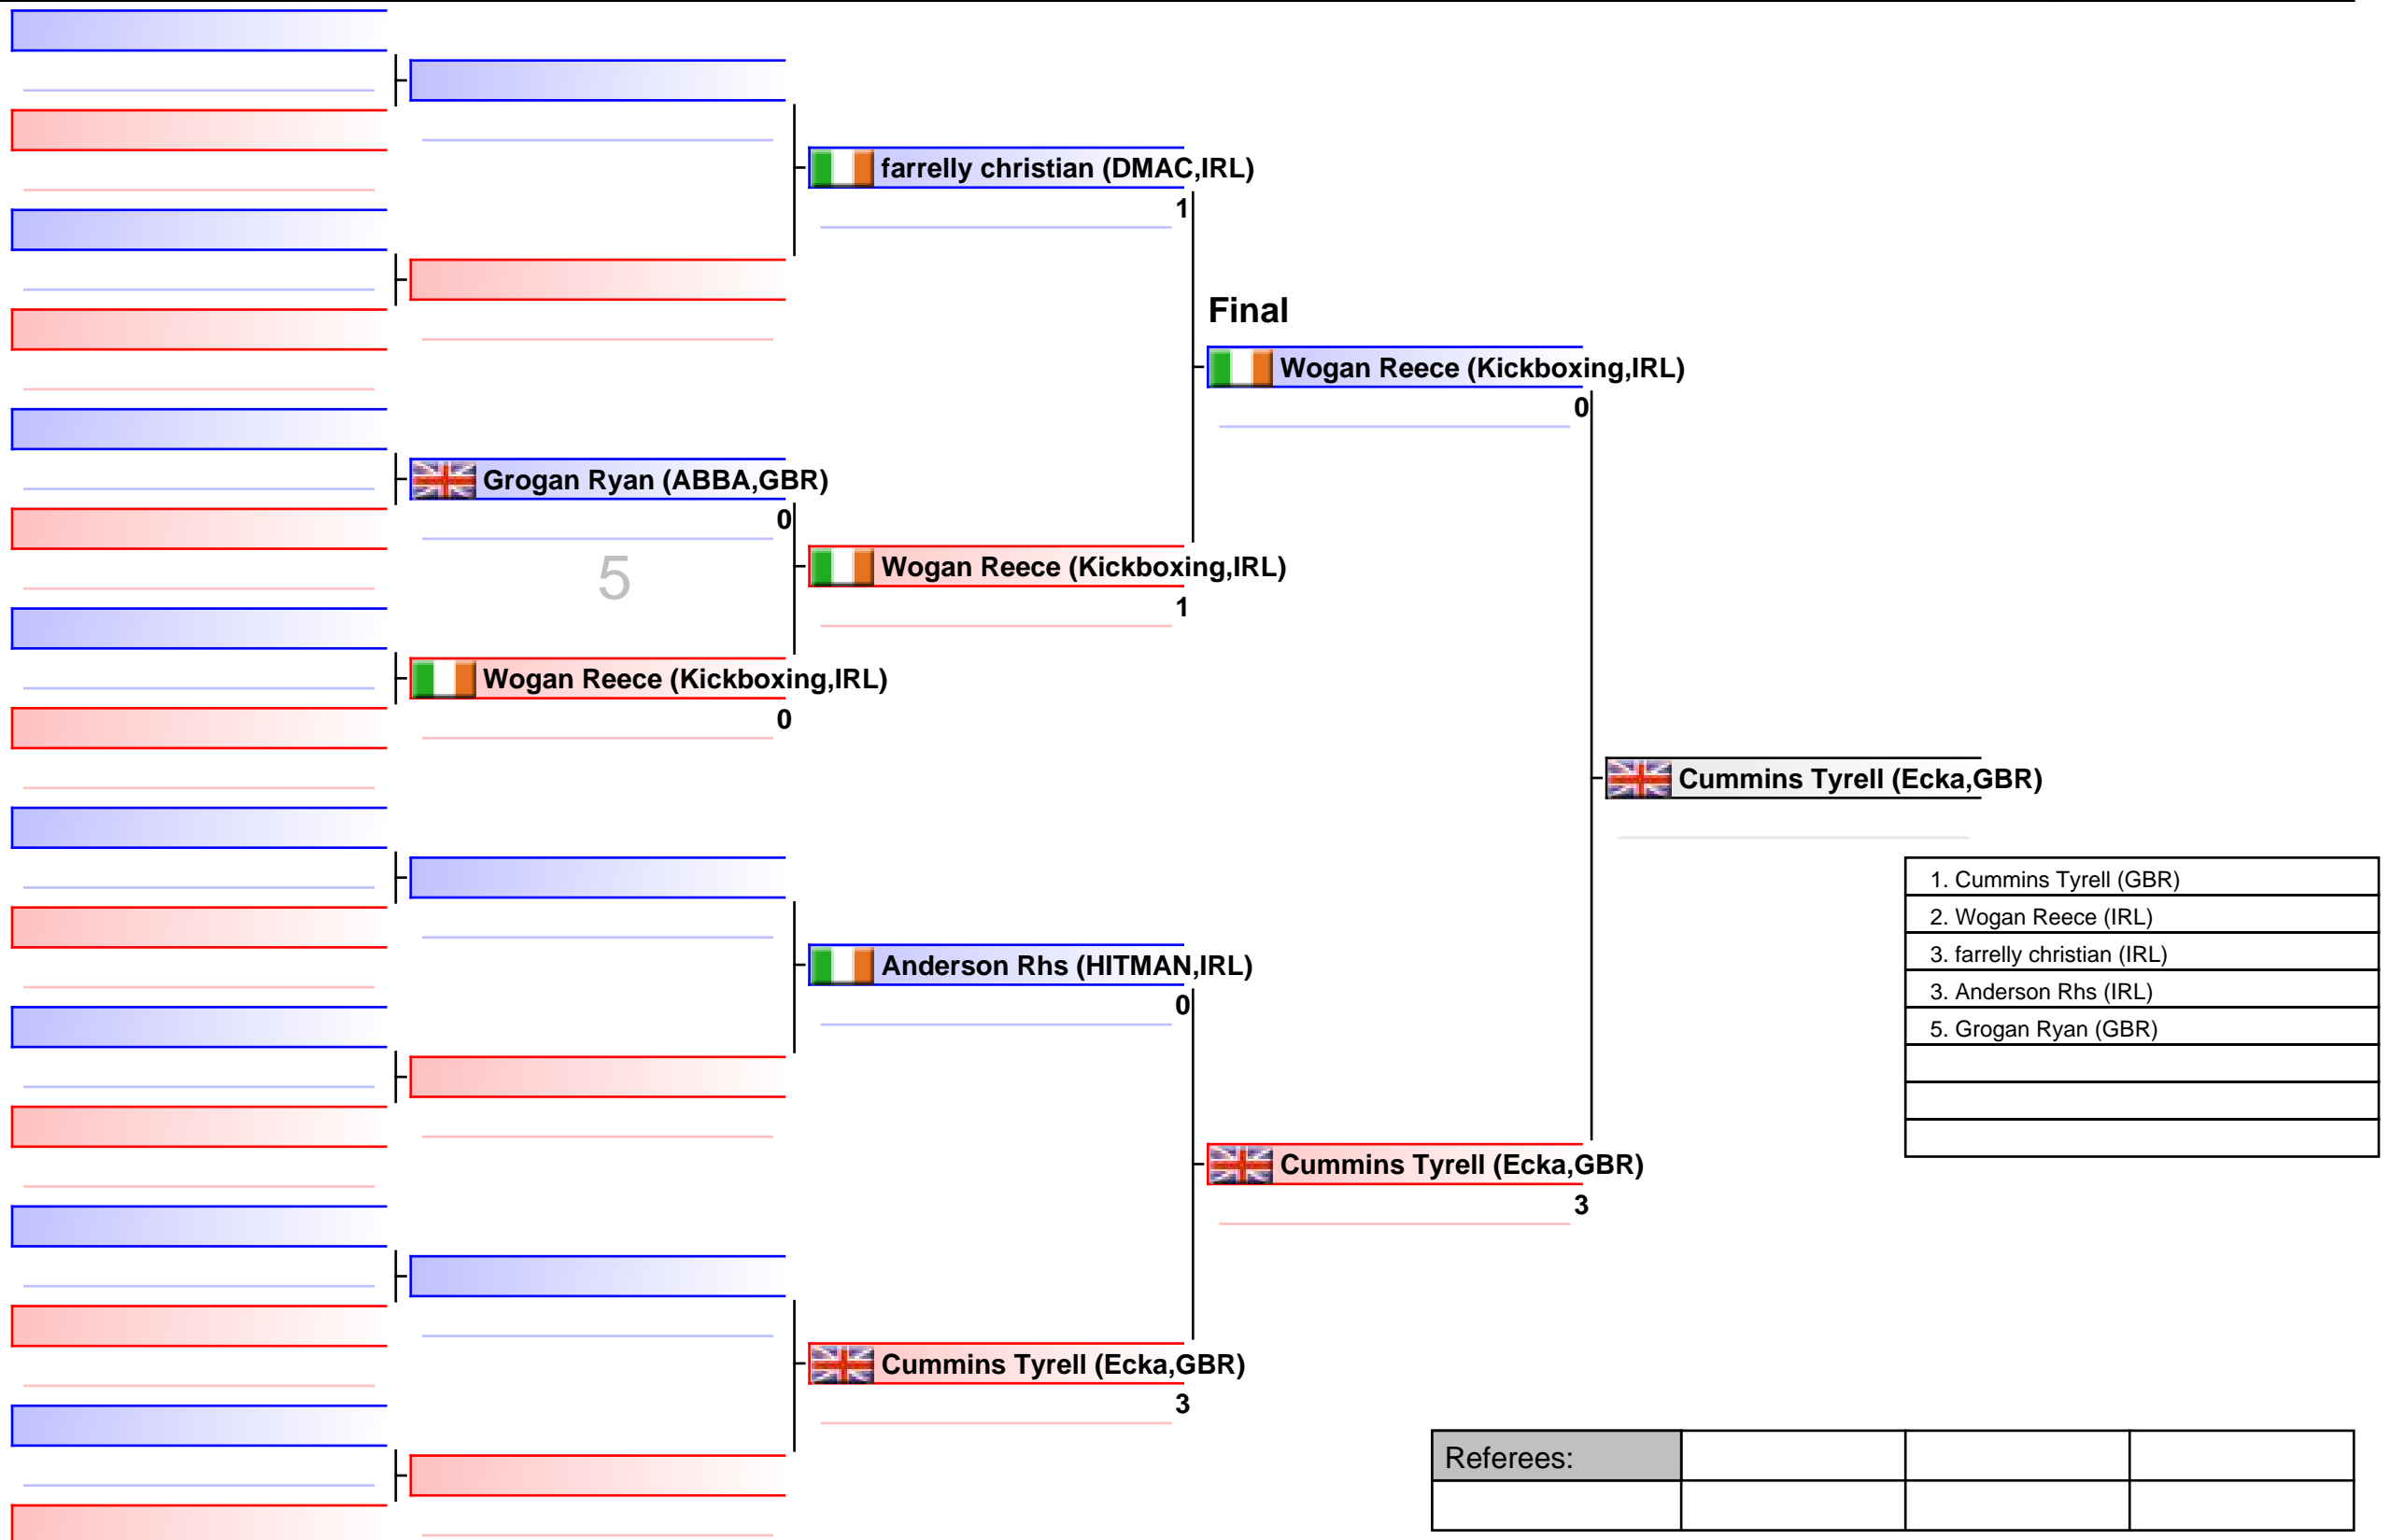 farrelly christian (DMAC,IRL)
1
Final
Wogan Reece (Kickboxing,IRL)
0
Grogan Ryan (ABBA,GBR)
0
5
Wogan Reece (Kickboxing,IRL)
1
Wogan Reece (Kickboxing,IRL)
0
Cummins Tyrell (Ecka,GBR)
1. Cummins Tyrell (GBR)
2. Wogan Reece (IRL)
3. farrelly christian (IRL)
3. Anderson Rhs (IRL)
5. Grogan Ryan (GBR)
Anderson Rhs (HITMAN,IRL)
0
Cummins Tyrell (Ecka,GBR)
3
Cummins Tyrell (Ecka,GBR)
3
Referees: